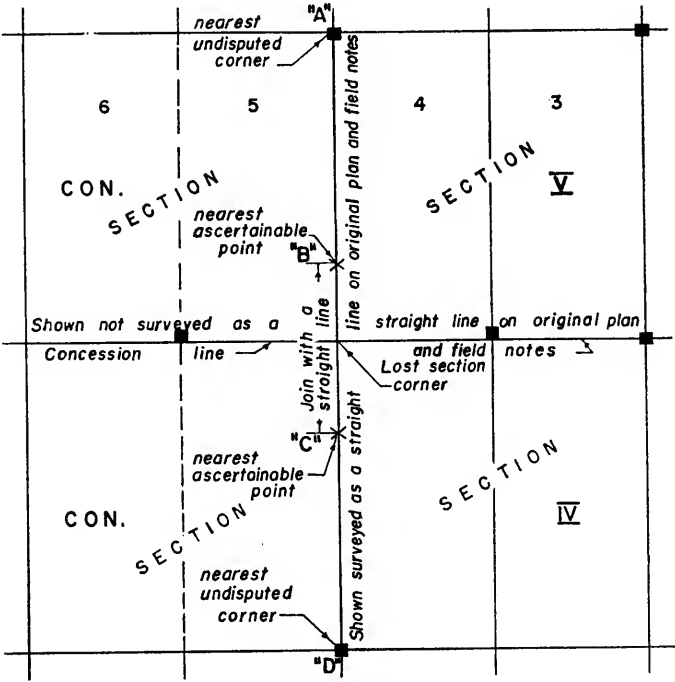 "A"
nearest
undisputed
corner
6
5
4
3
line on original plan and field notes
CON.
SECTION
SECTION
V
nearest
ascertainable
point
"B"
Join with a
straight line
Shown not surveyed as a
straight line on original plan
Concession line
and field notes
Lost section
corner
"C"
nearest
ascertainable
point
Shown surveyed as a straight
CON.
SECTION
SECTION
IV
nearest
undisputed
corner
"D"